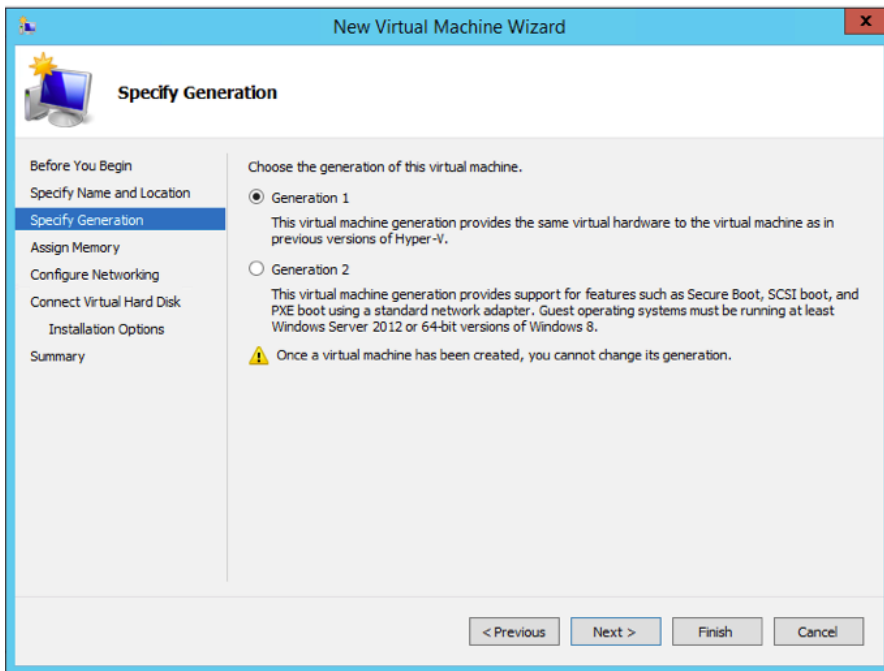 New Virtual Machine Wizard
X
Specify Generation
Before You Begin
Specify Name and Location
Specify Generation
Assign Memory
Configure Networking
Connect Virtual Hard Disk
Installation Options
Summary
Choose the generation of this virtual machine.
Generation 1
This virtual machine generation provides the same virtual hardware to the virtual machine as in
previous versions of Hyper-V.
Generation 2
This virtual machine generation provides support for features such as Secure Boot, SCSI boot, and
PXE boot using a standard network adapter. Guest operating systems must be running at least
Windows Server 2012 or 64-bit versions of Windows 8.
Once a virtual machine has been created, you cannot change its generation.
< Previous
Next >
Finish
Cancel